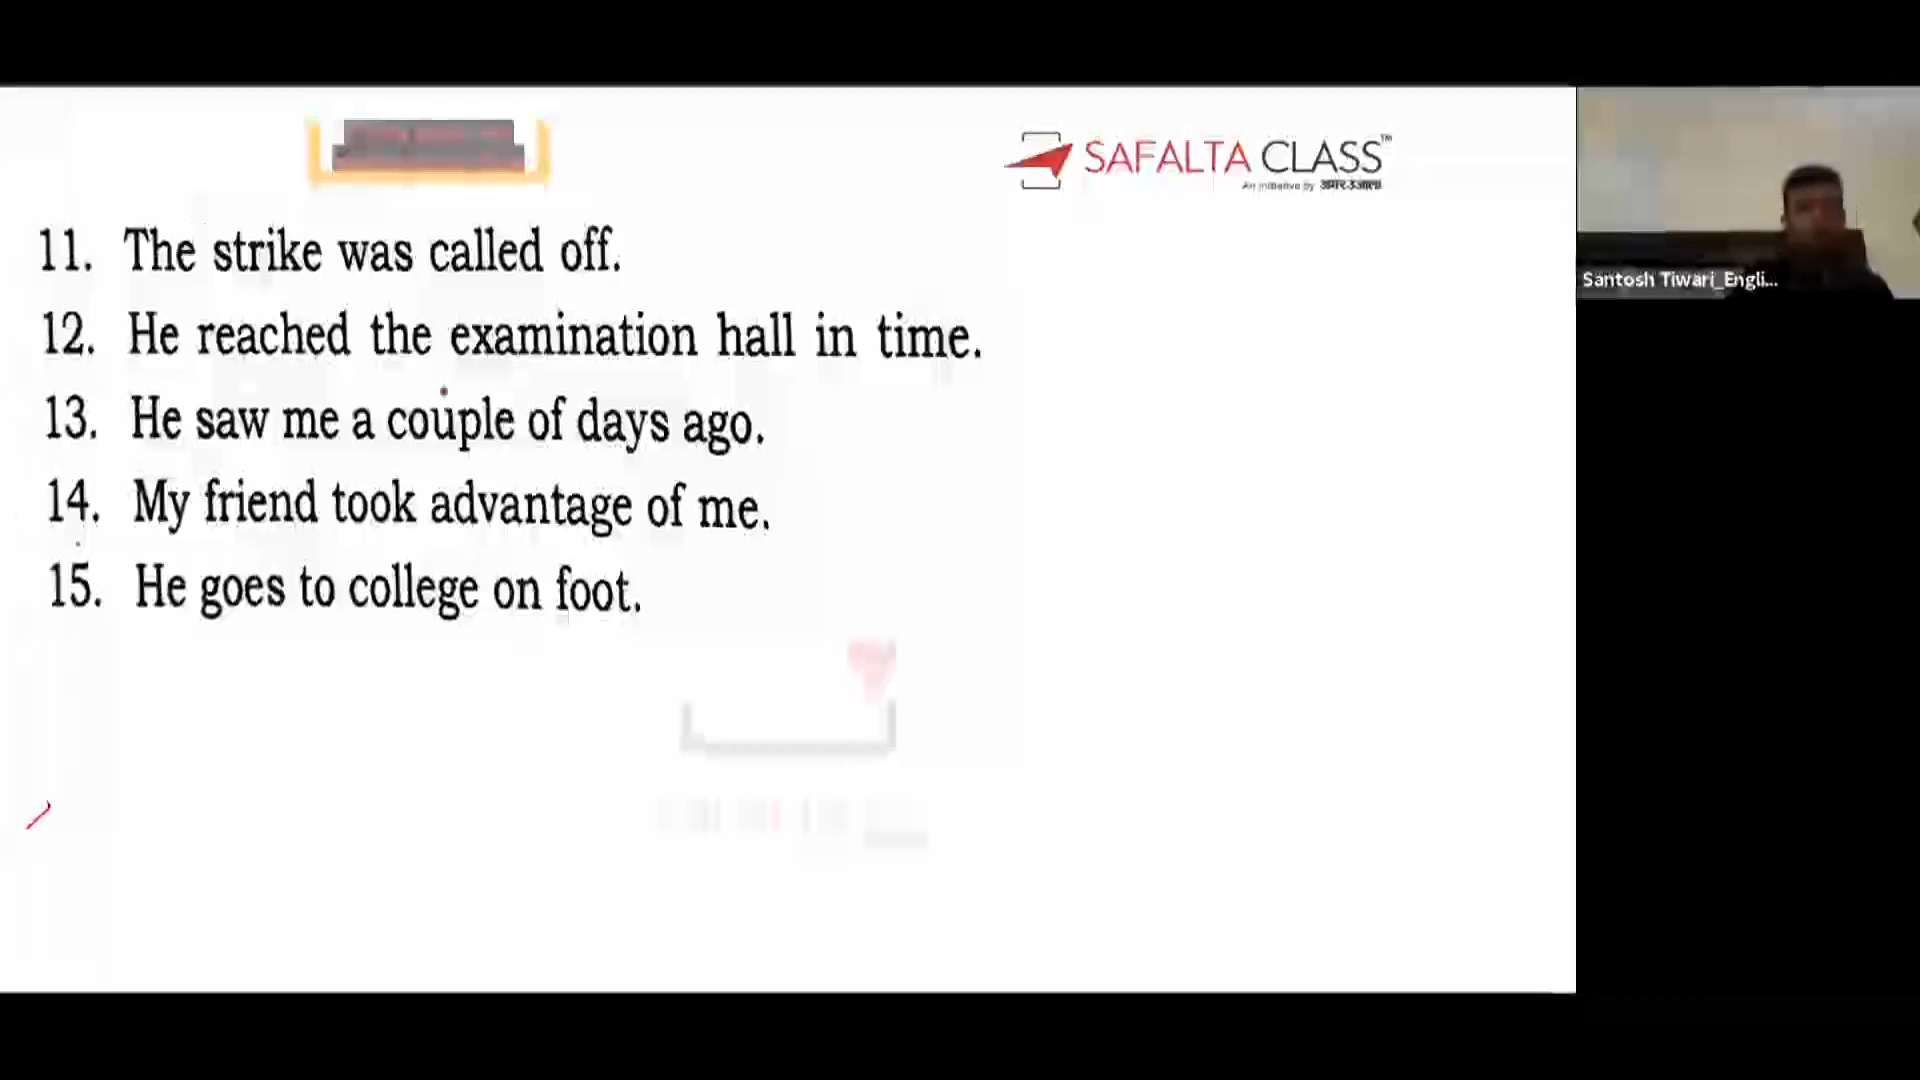 SAFALTA CLASS™
An initiative by अमर उजाला
11. The strike was called off.
12. He reached the examination hall in time.
13. He saw me a couple of days ago.
14. My friend took advantage of me.
15. He goes to college on foot.
Santosh Tiwari_Engli...